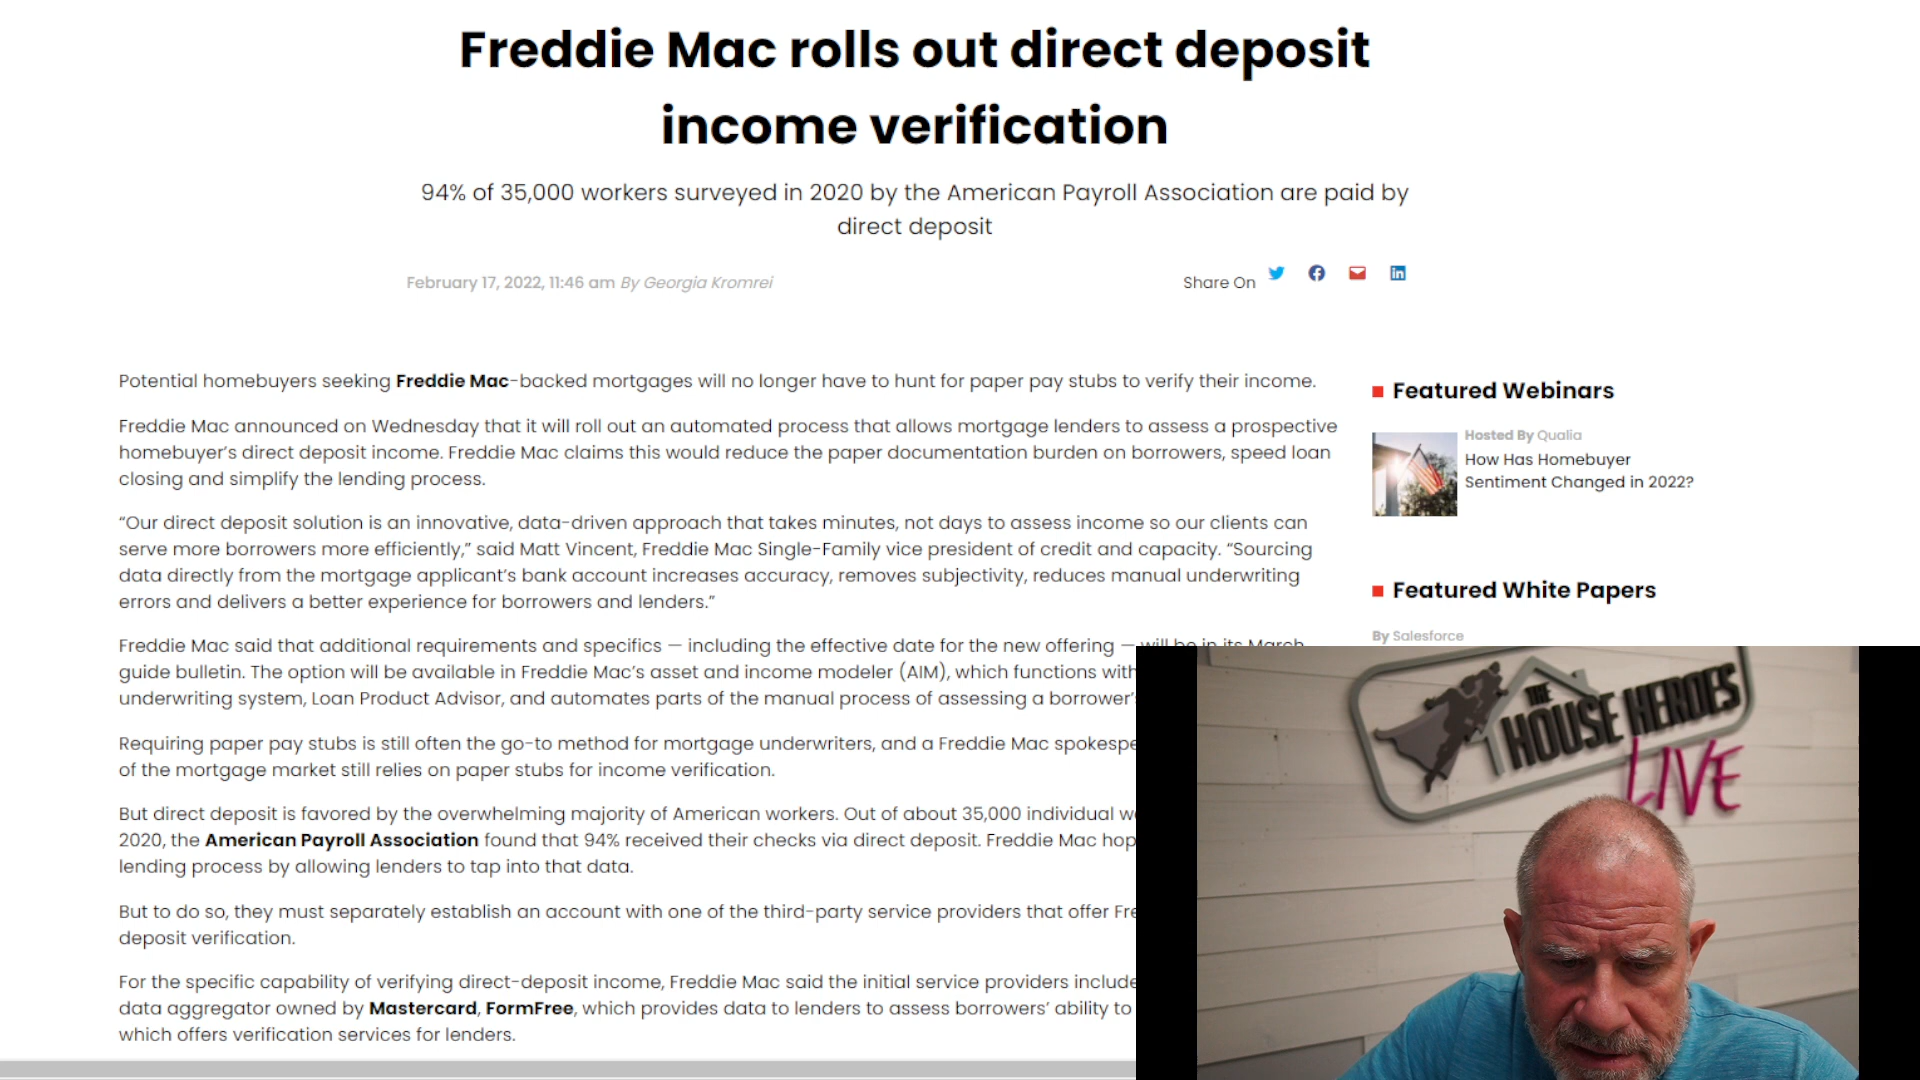 Freddie Mac rolls out direct deposit
income verification
94% of 35,000 workers surveyed in 2020 by the American Payroll Association are paid by
direct deposit
February 17, 2022, 11:46 am By Georgia Kromrei
Share On
Potential homebuyers seeking Freddie Mac-backed mortgages will no longer have to hunt for paper pay stubs to verify their income.
Freddie Mac announced on Wednesday that it will roll out an automated process that allows mortgage lenders to assess a prospective
homebuyer's direct deposit income. Freddie Mac claims this would reduce the paper documentation burden on borrowers, speed loan
closing and simplify the lending process.
“Our direct deposit solution is an innovative, data-driven approach that takes minutes, not days to assess income so our clients can
serve more borrowers more efficiently,” said Matt Vincent, Freddie Mac Single-Family vice president of credit and capacity. “Sourcing
data directly from the mortgage applicant's bank account increases accuracy, removes subjectivity, reduces manual underwriting
errors and delivers a better experience for borrowers and lenders.”
Freddie Mac said that additional requirements and specifics — including the effective date for the new offering — will be in its March
guide bulletin. The option will be available in Freddie Mac's asset and income modeler (AIM), which functions with
underwriting system, Loan Product Advisor, and automates parts of the manual process of assessing a borrower's
Requiring paper pay stubs is still often the go-to method for mortgage underwriters, and a Freddie Mac
of the mortgage market still relies on paper stubs for income verification.
But direct deposit is favored by the overwhelming majority of American workers. Out of about 35,000 individual
2020, the American Payroll Association found that 94% received their checks via direct deposit. Freddie Mac
lending process by allowing lenders to tap into that data.
But to do so, they must separately establish an account with one of the third-party service providers that offer
deposit verification.
For the specific capability of verifying direct-deposit income, Freddie Mac said the initial service providers include
data aggregator owned by Mastercard, FormFree, which provides data to lenders to assess borrowers' ability to
which offers verification services for lenders.
Featured Webinars
Hosted By Qualia
How Has Homebuyer
Sentiment Changed in 2022?
Featured White Papers
By Salesforce
THE
HOUSE HEROES
LIVE